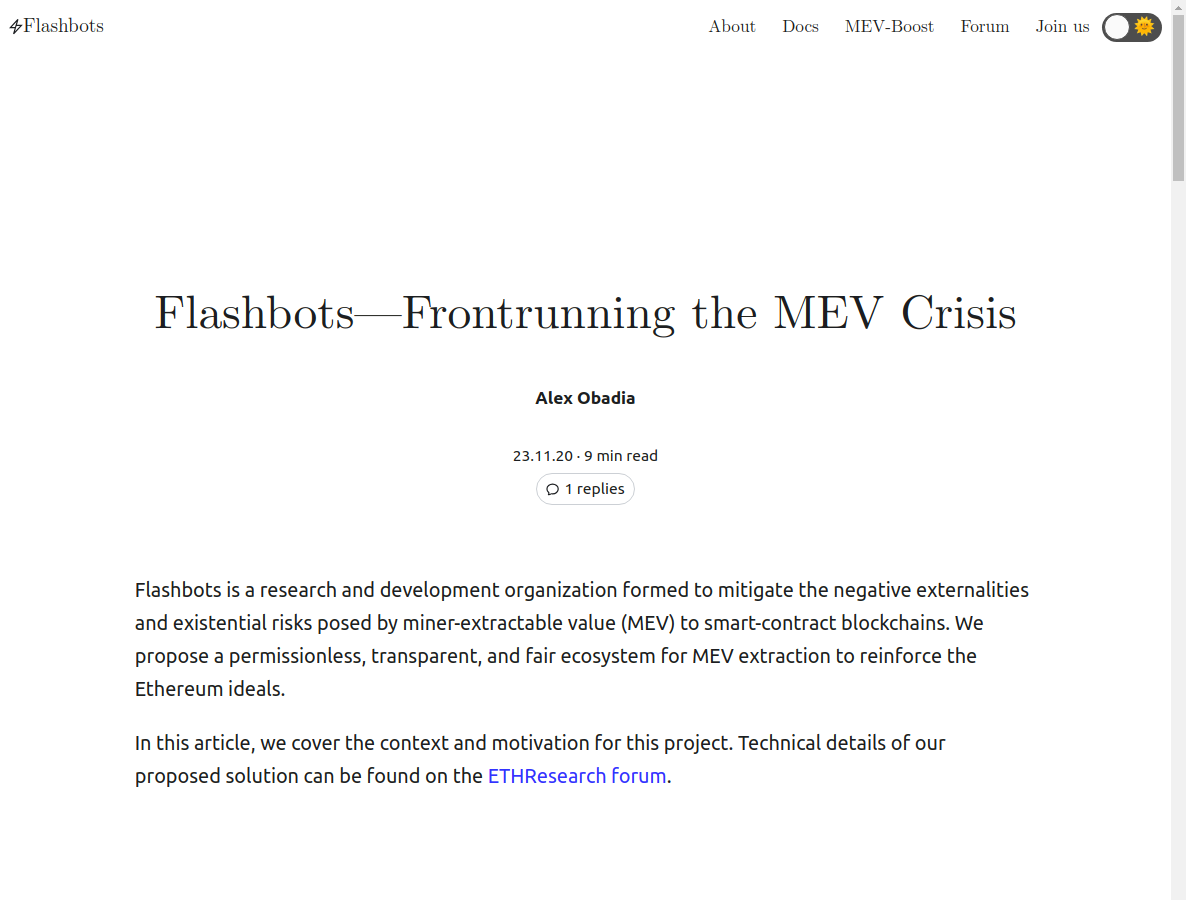 Flashbots
About Docs MEV-Boost Forum Join us
Flashbots—Frontrunning the MEV Crisis
Alex Obadia
23.11.20 · 9 min read
1 replies
Flashbots is a research and development organization formed to mitigate the negative externalities
and existential risks posed by miner-extractable value (MEV) to smart-contract blockchains. We
propose a permissionless, transparent, and fair ecosystem for MEV extraction to reinforce the
Ethereum ideals.
In this article, we cover the context and motivation for this project. Technical details of our
proposed solution can be found on the ETHResearch forum.